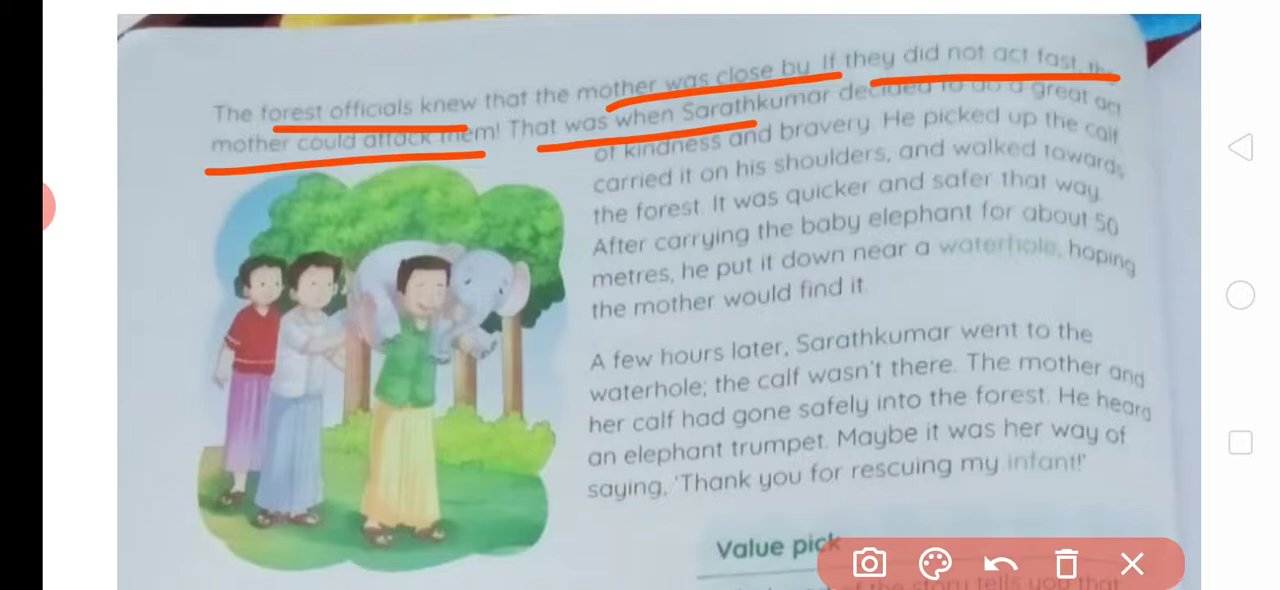 The forest officials knew that the mother was close by. If they did not act fast, the
mother could attack them! That was when Sarathkumar decided to do a great act
of kindness and bravery. He picked up the calf,
carried it on his shoulders, and walked towards
the forest. It was quicker and safer that way.
After carrying the baby elephant for about 50
metres, he put it down near a waterhole, hoping
the mother would find it.
A few hours later, Sarathkumar went to the
waterhole; the calf wasn't there. The mother and
her calf had gone safely into the forest. He heard
an elephant trumpet. Maybe it was her way of
saying, 'Thank you for rescuing my infant!'
Value pick
of the story tells you that